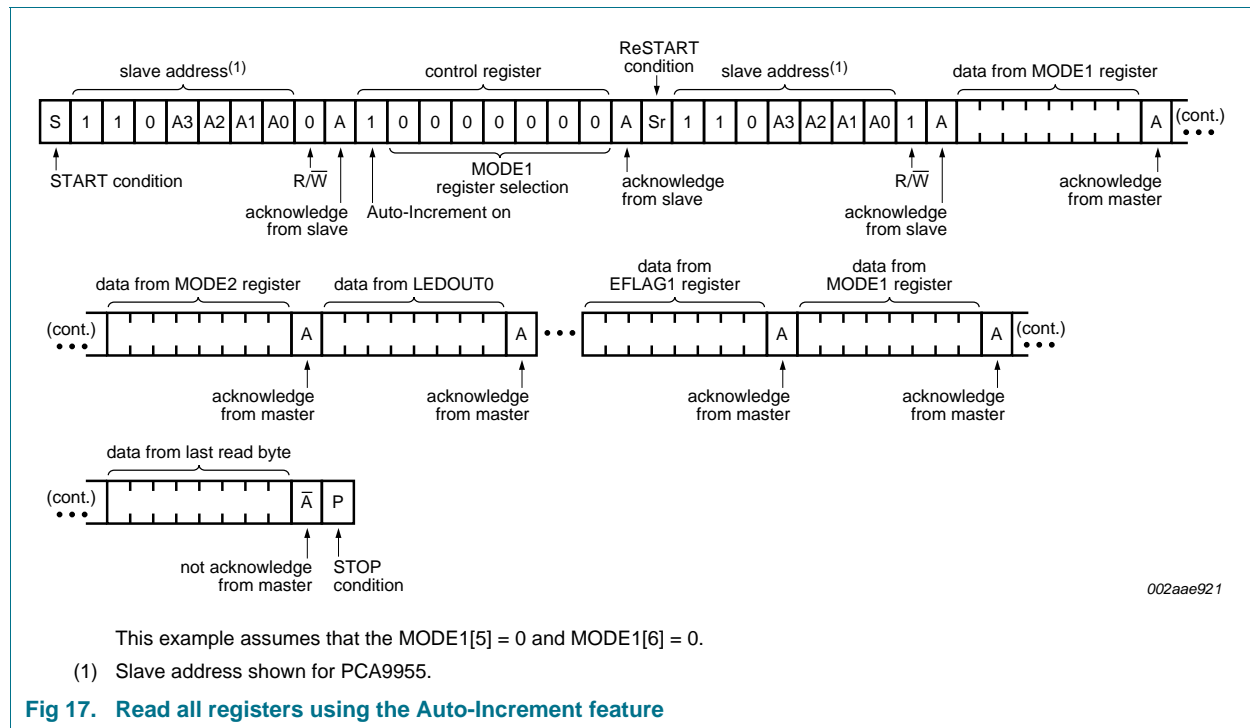 ReSTART
condition
slave address(1)
control register
slave address(1)
data from MODE1 register
S 1 1 0 A3 A2 A1 A0 0 A 1 0 0 0 0 0 0 0 A Sr 1 1 0 A3 A2 A1 A0 1 A A (cont.)
START condition
R/W̅
acknowledge
from slave
Auto-Increment on
MODE1
register selection
acknowledge
from slave
R/W̅
acknowledge
from slave
acknowledge
from master
data from MODE2 register
data from LEDOUT0
data from
EFLAG1 register
data from
MODE1 register
(cont.) A A A A (cont.)
acknowledge
from master
acknowledge
from master
acknowledge
from master
acknowledge
from master
data from last read byte
(cont.) A̅ P
not acknowledge
from master
STOP
condition
002aae921
This example assumes that the MODE1[5] = 0 and MODE1[6] = 0.
(1) Slave address shown for PCA9955.
Fig 17. Read all registers using the Auto-Increment feature